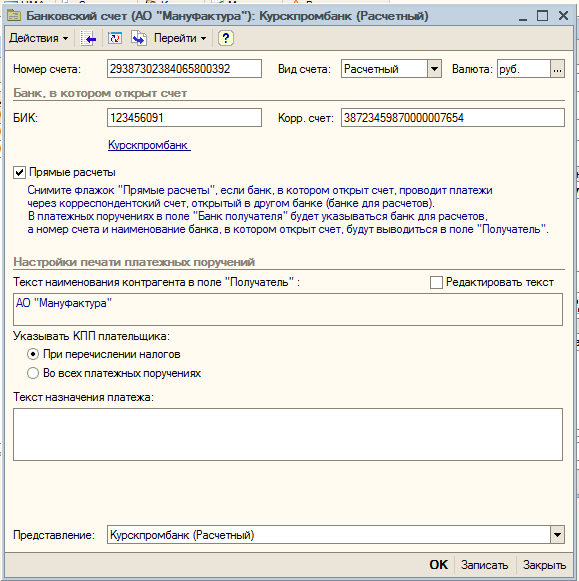 Банковский счет (АО "Мануфактура"): Курскпромбанк (Расчетный)
Действия Перейти ?
Номер счета: 29387302384065800392 Вид счета: Расчетный Валюта: руб. ...
Банк, в котором открыт счет
БИК: 123456091 Корр. счет: 38723459870000007654
Курскпромбанк
Прямые расчеты
Снимите флажок "Прямые расчеты", если банк, в котором открыт счет, проводит платежи
через корреспондентский счет, открытый в другом банке (банке для расчетов).
В платежных поручениях в поле "Банк получателя" будет указываться банк для расчетов,
а номер счета и наименование банка, в котором открыт счет, будут выводиться в поле "Получатель".
Настройки печати платежных поручений
Текст наименования контрагента в поле "Получатель" : Редактировать текст
АО "Мануфактура"
Указывать КПП плательщика:
При перечислении налогов
Во всех платежных поручениях
Текст назначения платежа:
Представление: Курскпромбанк (Расчетный)
OK Записать Закрыть